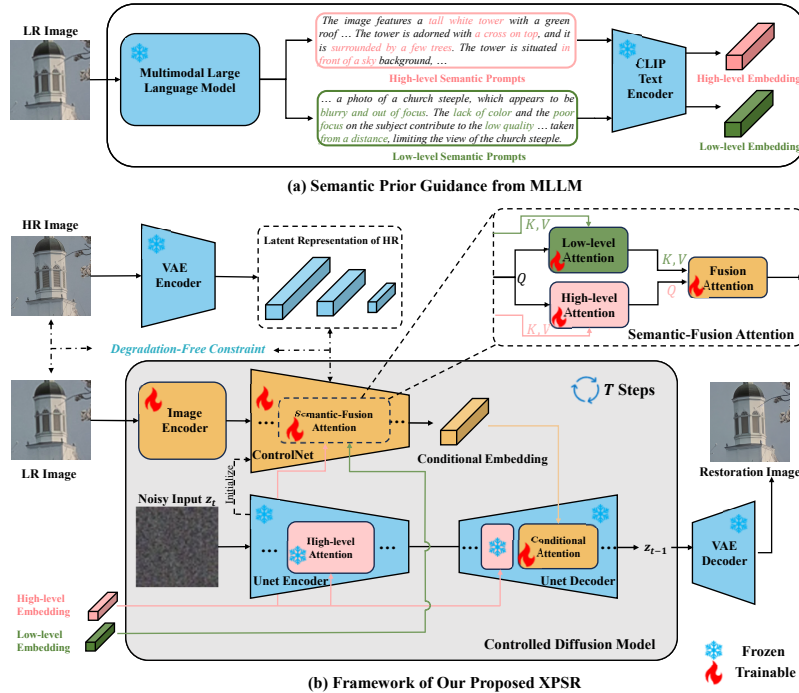 LR Image
Multimodal Large
Language Model
The image features a tall white tower with a green
roof … The tower is adorned with a cross on top, and it
is surrounded by a few trees. The tower is situated in
front of a sky background, …
High-level Semantic Prompts
… a photo of a church steeple, which appears to be
blurry and out of focus. The lack of color and the poor
focus on the subject contribute to the low quality … taken
from a distance, limiting the view of the church steeple.
Low-level Semantic Prompts
CLIP
Text
Encoder
High-level Embedding
Low-level Embedding
(a) Semantic Prior Guidance from MLLM
HR Image
VAE
Encoder
Latent Representation of HR
K, V
Low-level
Attention
K, V
Q
Fusion
Attention
High-level
Attention
Q
K, V
Semantic-Fusion Attention
Degradation-Free Constraint
LR Image
Image
Encoder
… Semantic-Fusion …
Attention
ControlNet
Conditional Embedding
T Steps
Restoration Image
Initialize
Noisy Input z_t
… High-level …
Attention
Unet Encoder
… Conditional …
Attention
Unet Decoder
z_{t−1}
VAE
Decoder
High-level
Embedding
Low-level
Embedding
Controlled Diffusion Model
Frozen
Trainable
(b) Framework of Our Proposed XPSR